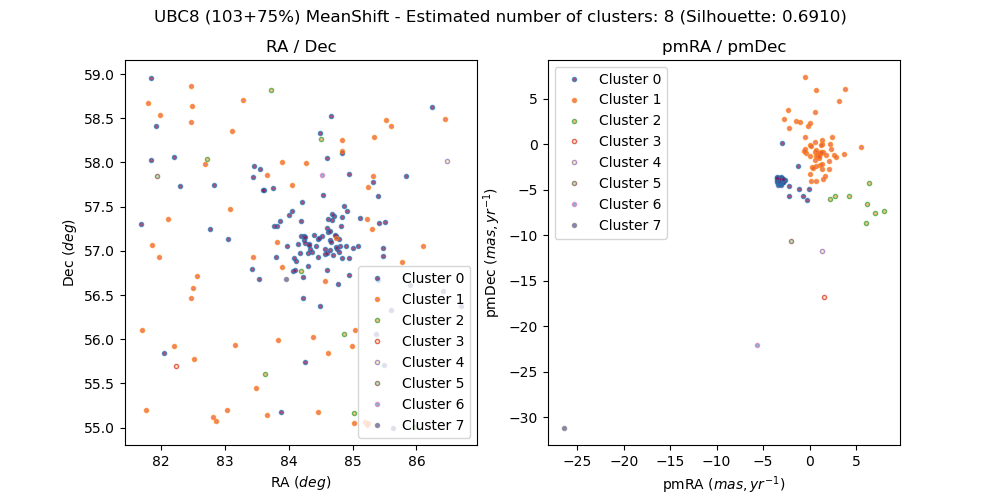 UBC8 (103+75%) MeanShift - Estimated number of clusters: 8 (Silhouette: 0.6910)
RA / Dec
59.0
58.5
58.0
57.5
57.0
56.5
56.0
55.5
55.0
Dec (deg)
82
83
84
85
86
RA (deg)
Cluster 0
Cluster 1
Cluster 2
Cluster 3
Cluster 4
Cluster 5
Cluster 6
Cluster 7
pmRA / pmDec
5
0
−5
−10
−15
−20
−25
−30
pmDec (mas, yr⁻¹)
−25
−20
−15
−10
−5
0
5
pmRA (mas, yr⁻¹)
Cluster 0
Cluster 1
Cluster 2
Cluster 3
Cluster 4
Cluster 5
Cluster 6
Cluster 7